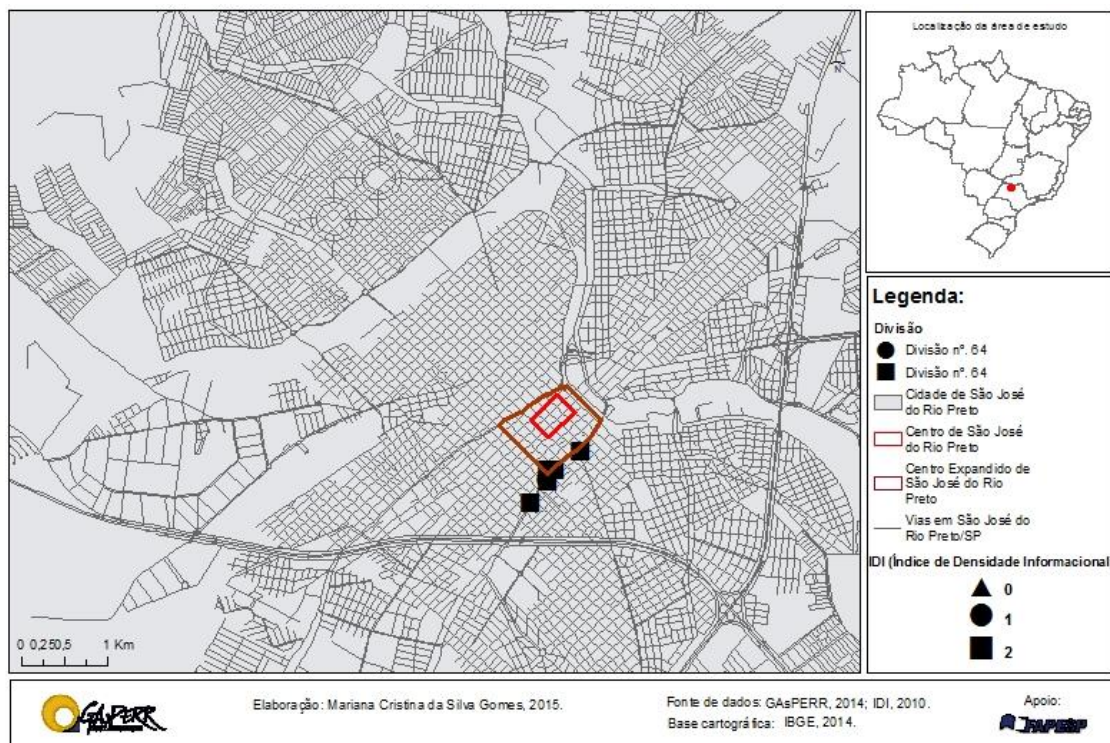 Localização da área de estudo
N
Legenda:
Divisão
Divisão nº. 64
Divisão nº. 64
Cidade de São José
do Rio Preto
Centro de São José
do Rio Preto
Centro Expandido de
São José do Rio
Preto
Vias em São José do
Rio Preto/SP
IDI (Índice de Densidade Informacional
0
1
2
0 0,250,5 1 Km
GAsPERR
Elaboração: Mariana Cristina da Silva Gomes, 2015.
Fonte de dados: GAsPERR, 2014; IDI, 2010.
Base cartográfica: IBGE, 2014.
Apoio:
FAPESP